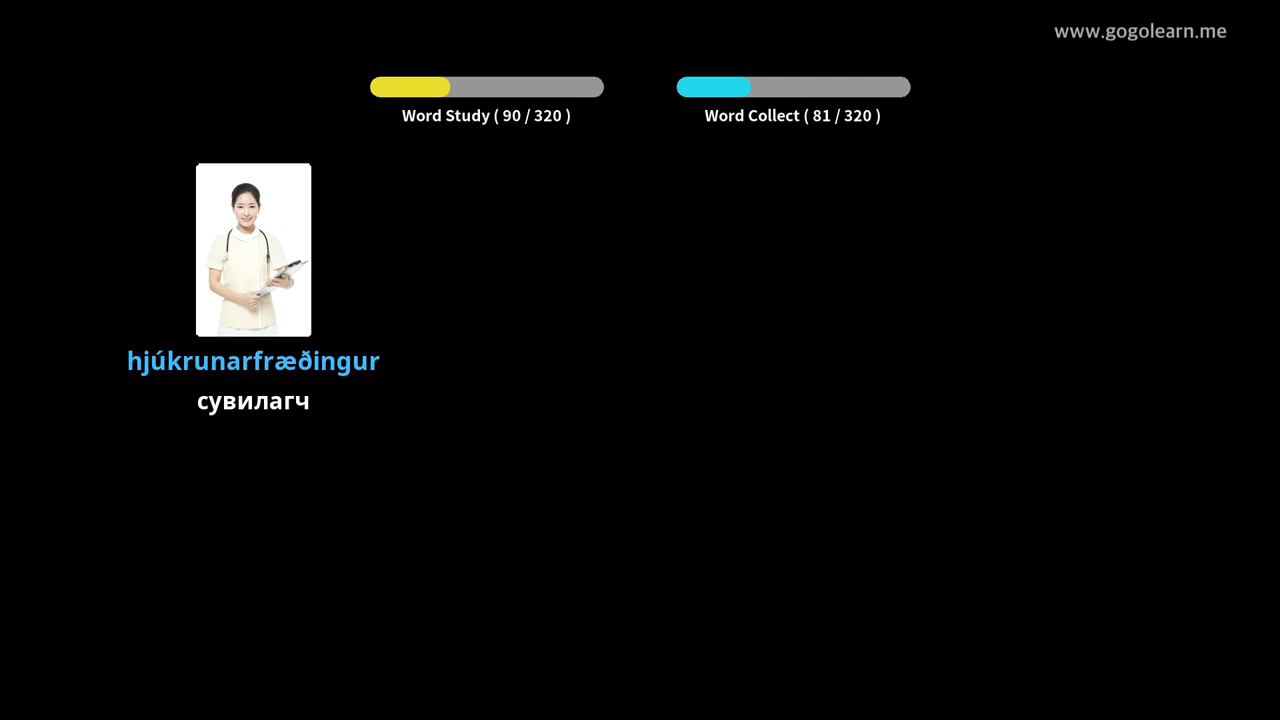 www.gogolearn.me
Word Study ( 90 / 320 )
Word Collect ( 81 / 320 )
hjúkrunarfræðingur
сувилагч